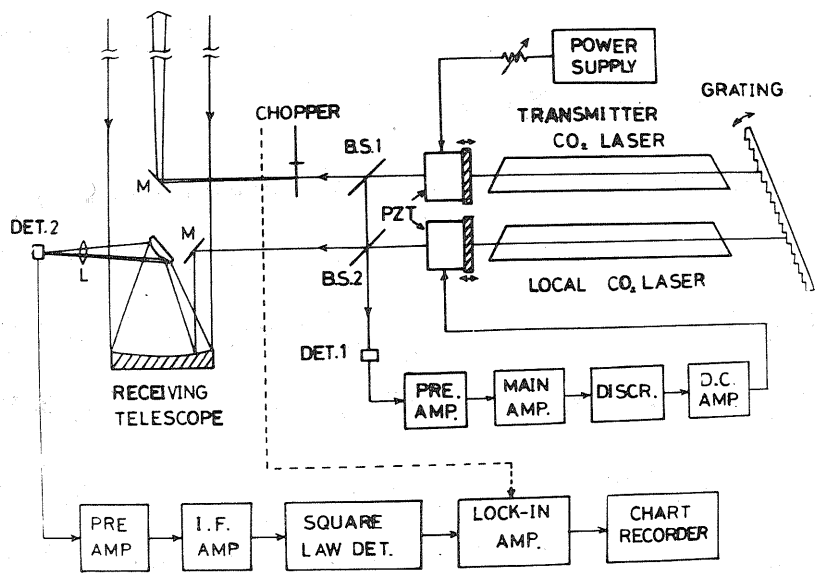 POWER
SUPPLY
GRATING
CHOPPER
TRANSMITTER
CO₂ LASER
B.S.1
M
PZT
DET.2
M
L
B.S.2
LOCAL CO₂ LASER
DET.1
RECEIVING
TELESCOPE
PRE.
AMP.
MAIN
AMP.
DISCR.
D.C.
AMP.
PRE
AMP
I.F.
AMP
SQUARE
LAW DET.
LOCK-IN
AMP.
CHART
RECORDER